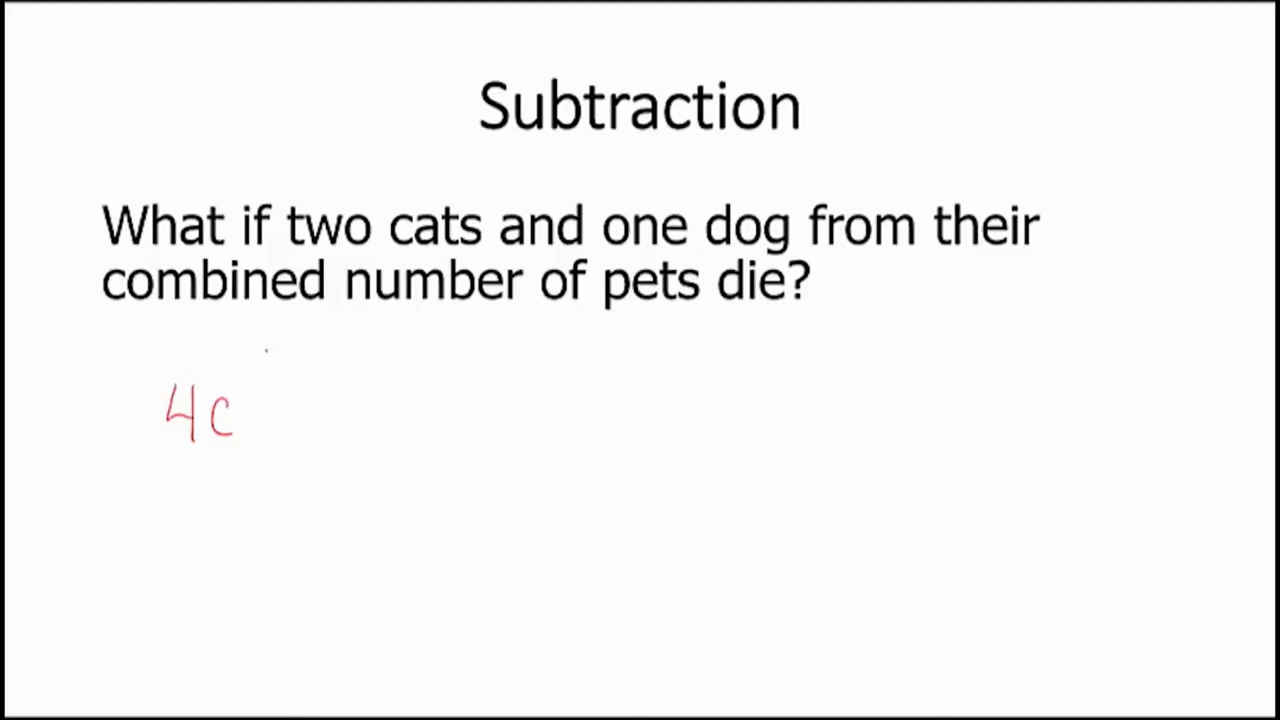 Subtraction
What if two cats and one dog from their
combined number of pets die?
4c